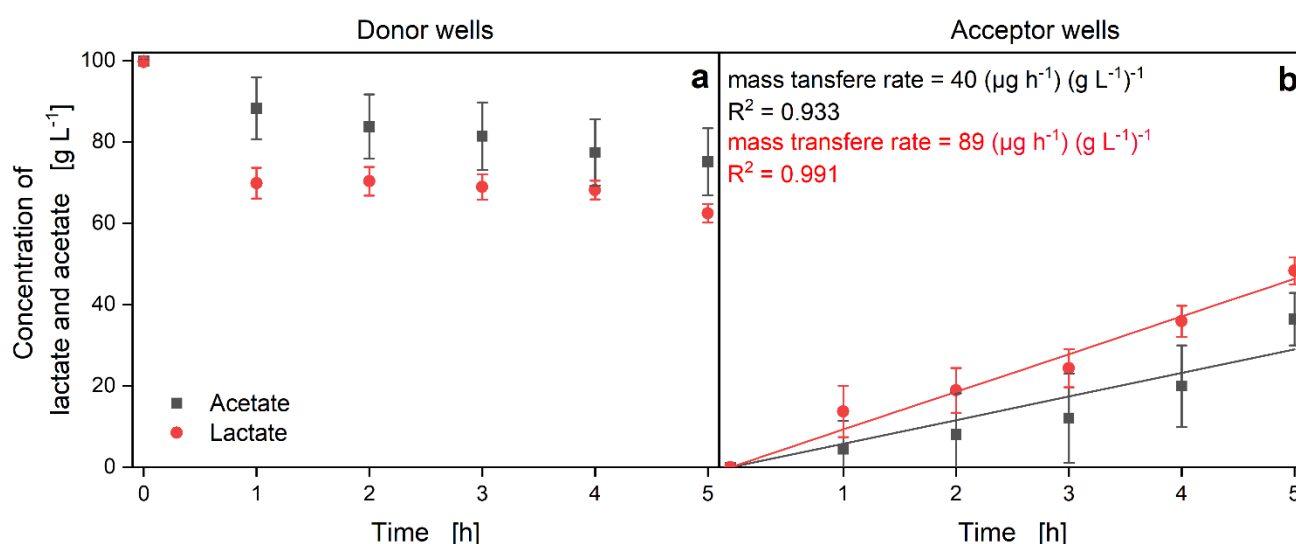 Donor wells
Acceptor wells
a
b
mass tansfere rate = 40 (µg h⁻¹) (g L⁻¹)⁻¹
R² = 0.933
mass transfere rate = 89 (µg h⁻¹) (g L⁻¹)⁻¹
R² = 0.991
Concentration of
lactate and acetate [g L⁻¹]
100
80
60
40
20
0
Acetate
Lactate
0 1 2 3 4 5
1 2 3 4 5
Time [h]
Time [h]